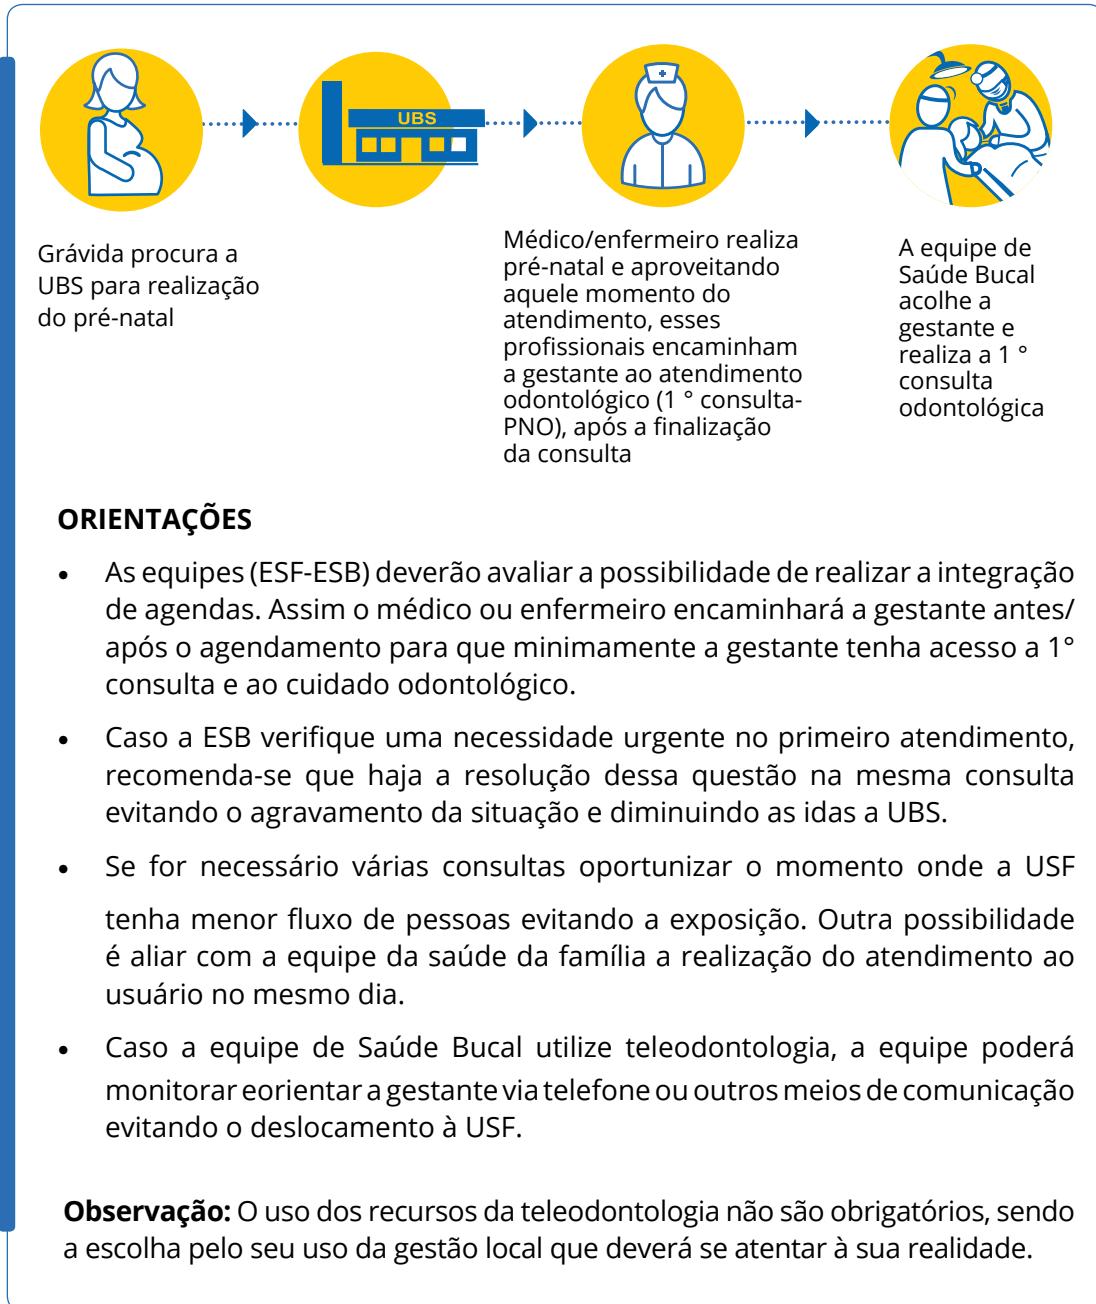 UBS
Grávida procura a
UBS para realização
do pré-natal
Médico/enfermeiro realiza
pré-natal e aproveitando
aquele momento do
atendimento, esses
profissionais encaminham
a gestante ao atendimento
odontológico (1 ° consulta-
PNO), após a finalização
da consulta
A equipe de
Saúde Bucal
acolhe a
gestante e
realiza a 1 °
consulta
odontológica
ORIENTAÇÕES
• As equipes (ESF-ESB) deverão avaliar a possibilidade de realizar a integração
de agendas. Assim o médico ou enfermeiro encaminhará a gestante antes/
após o agendamento para que minimamente a gestante tenha acesso a 1°
consulta e ao cuidado odontológico.
• Caso a ESB verifique uma necessidade urgente no primeiro atendimento,
recomenda-se que haja a resolução dessa questão na mesma consulta
evitando o agravamento da situação e diminuindo as idas a UBS.
• Se for necessário várias consultas oportunizar o momento onde a USF
tenha menor fluxo de pessoas evitando a exposição. Outra possibilidade
é aliar com a equipe da saúde da família a realização do atendimento ao
usuário no mesmo dia.
• Caso a equipe de Saúde Bucal utilize teleodontologia, a equipe poderá
monitorar eorientar a gestante via telefone ou outros meios de comunicação
evitando o deslocamento à USF.
Observação: O uso dos recursos da teleodontologia não são obrigatórios, sendo
a escolha pelo seu uso da gestão local que deverá se atentar à sua realidade.